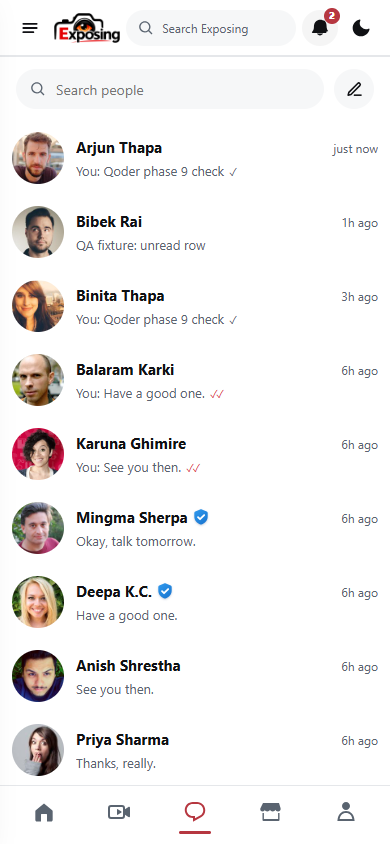 Exposing
Search Exposing
2
Search people
Arjun Thapa
just now
You: Qoder phase 9 check ✓
Bibek Rai
1h ago
QA fixture: unread row
Binita Thapa
3h ago
You: Qoder phase 9 check ✓
Balaram Karki
6h ago
You: Have a good one. ✓✓
Karuna Ghimire
6h ago
You: See you then. ✓✓
Mingma Sherpa
6h ago
Okay, talk tomorrow.
Deepa K.C.
6h ago
Have a good one.
Anish Shrestha
6h ago
See you then.
Priya Sharma
6h ago
Thanks, really.